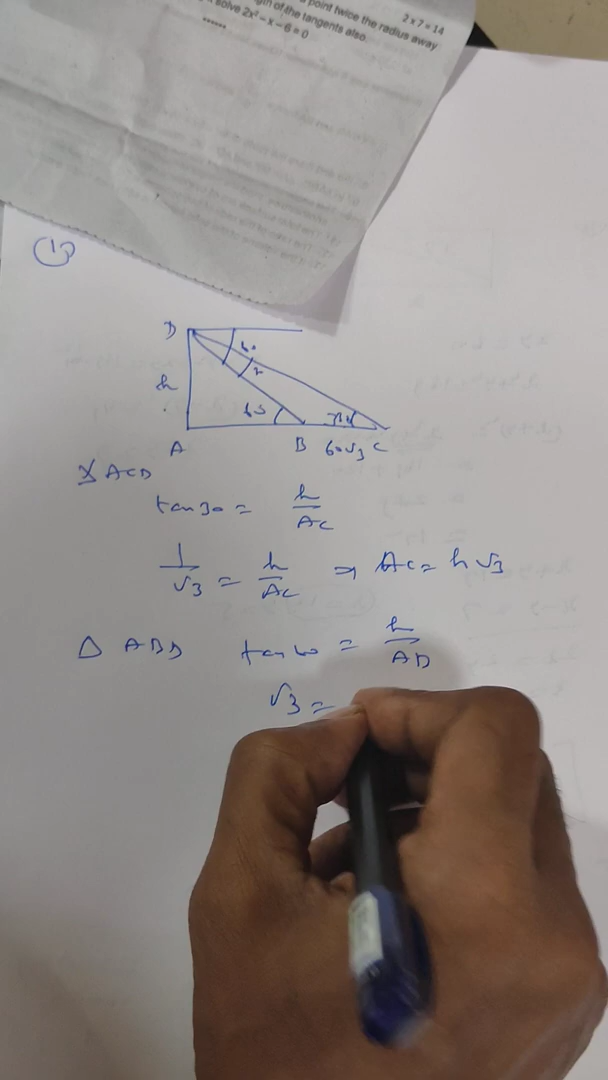 point twice the radius away
2 x 7 = 14
of the tangents also.
solve 2x² – x – 6 = 0
******
D
60
h
60
30
A B 60√3 C
ACD
tan 30 = h/AC
1/√3 = h/AC ⇒ AC = h√3
Δ ABD tan 60 = h/AB
√3 =